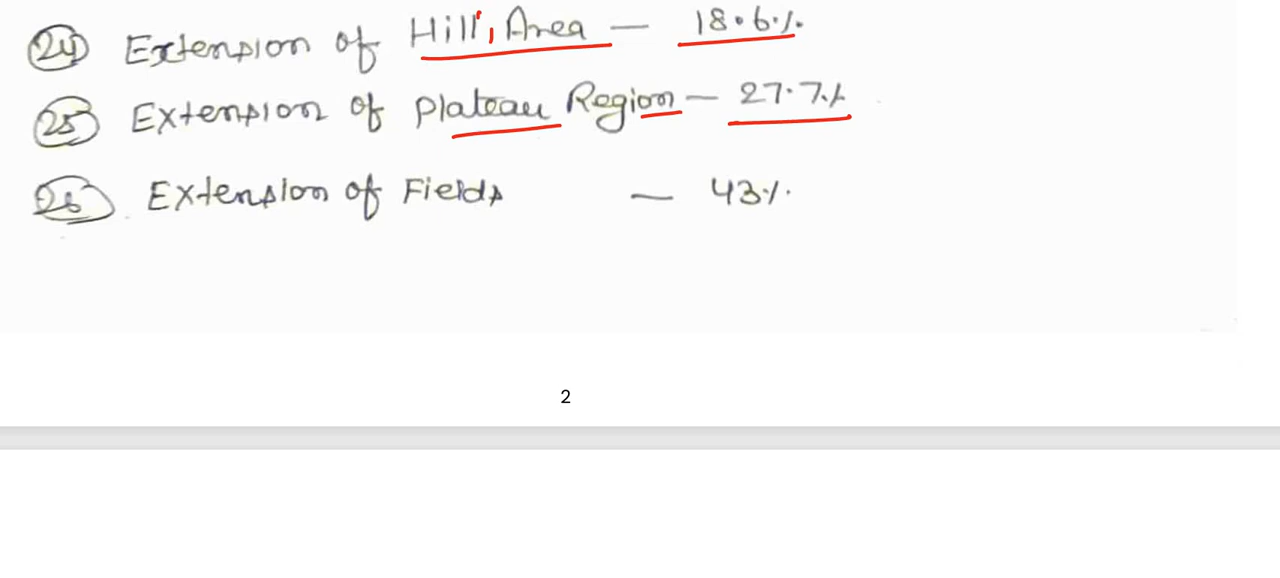 24 Extension of Hill, Area — 18.6%
25 Extension of Plateau Region — 27.7%
26 Extension of Fields — 43%
2